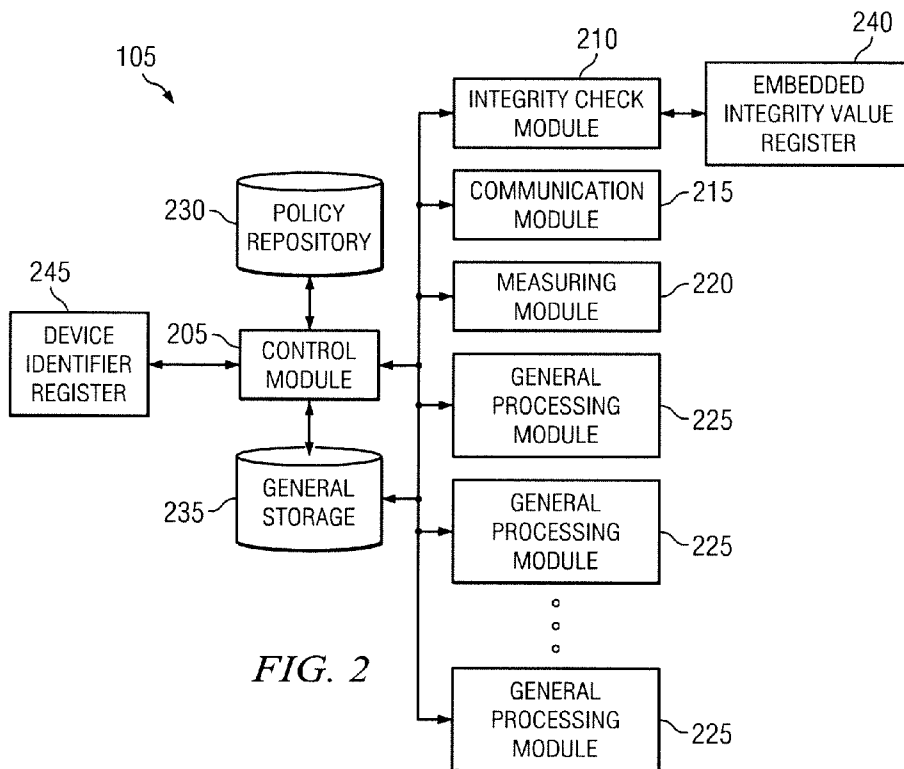 105
210
INTEGRITY CHECK
MODULE
240
EMBEDDED
INTEGRITY VALUE
REGISTER
230
POLICY
REPOSITORY
COMMUNICATION
MODULE
215
245
DEVICE
IDENTIFIER
REGISTER
205
CONTROL
MODULE
MEASURING
MODULE
220
GENERAL
PROCESSING
MODULE
225
235
GENERAL
STORAGE
GENERAL
PROCESSING
MODULE
225
FIG. 2
GENERAL
PROCESSING
MODULE
225